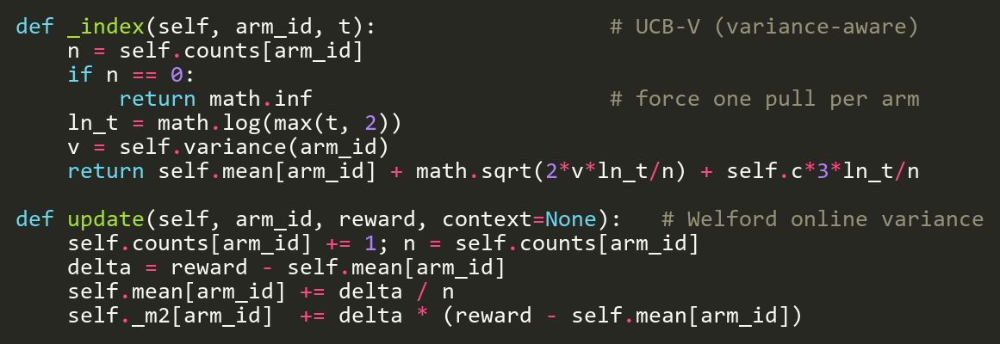 def _index(self, arm_id, t):                  # UCB-V (variance-aware)
    n = self.counts[arm_id]
    if n == 0:
        return math.inf                       # force one pull per arm
    ln_t = math.log(max(t, 2))
    v = self.variance(arm_id)
    return self.mean[arm_id] + math.sqrt(2*v*ln_t/n) + self.c*3*ln_t/n

def update(self, arm_id, reward, context=None):   # Welford online variance
    self.counts[arm_id] += 1; n = self.counts[arm_id]
    delta = reward - self.mean[arm_id]
    self.mean[arm_id] += delta / n
    self._m2[arm_id]  += delta * (reward - self.mean[arm_id])